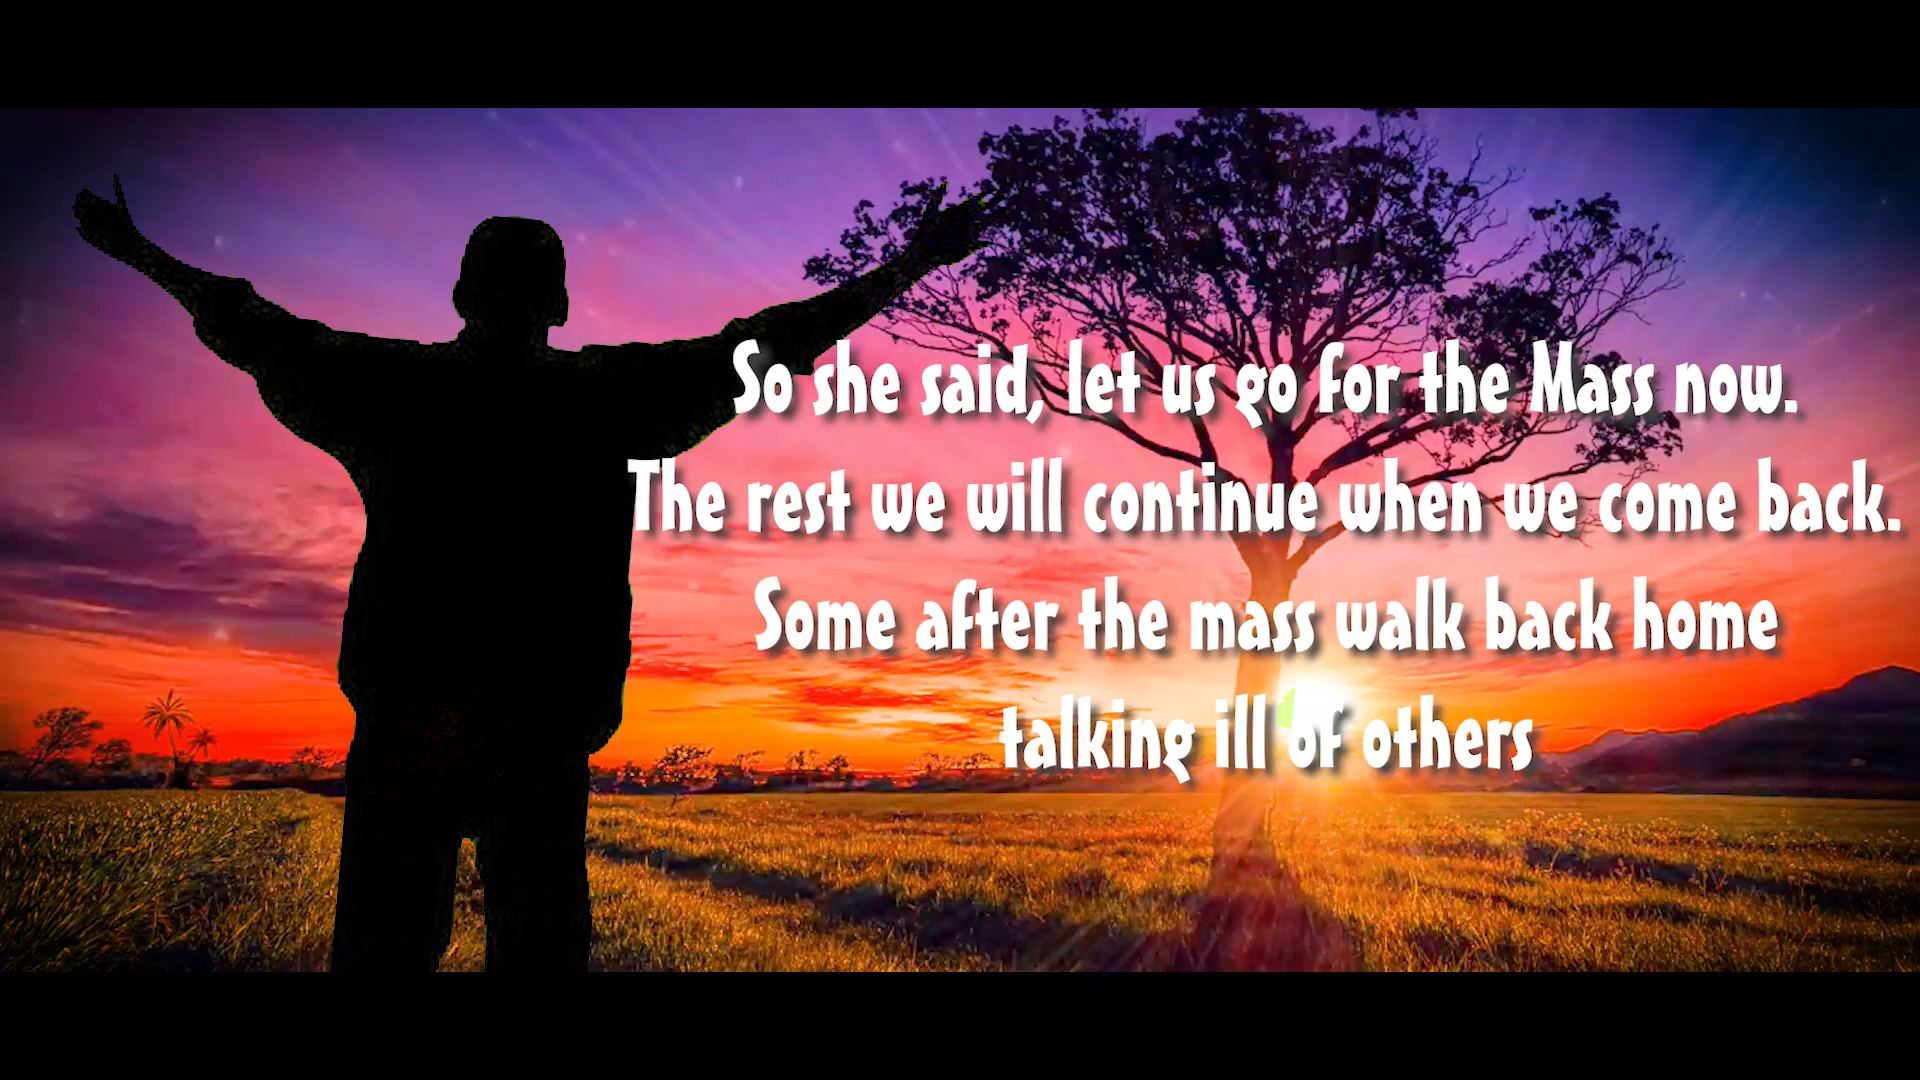 So she said, let us go for the Mass now.
The rest we will continue when we come back.
Some after the mass walk back home
talking ill of others